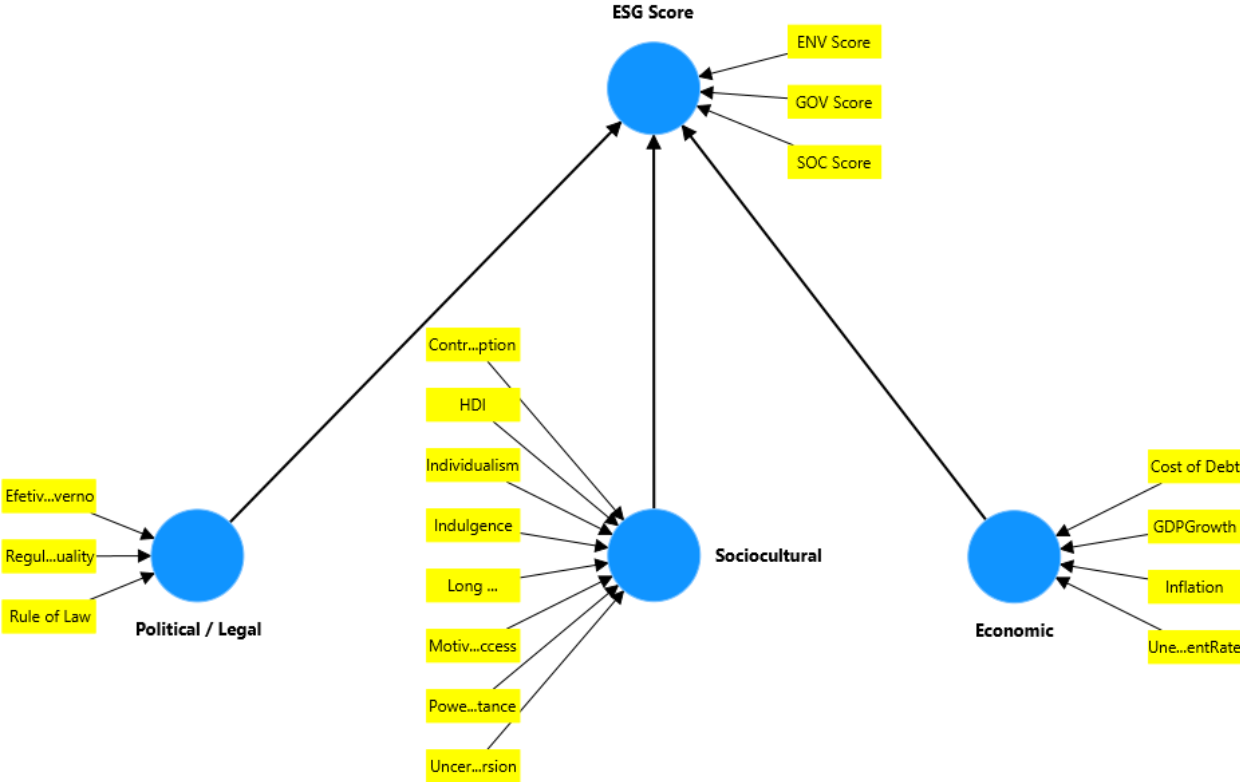 ESG Score
ENV Score
GOV Score
SOC Score
Contr...ption
HDI
Individualism
Indulgence
Long ...
Motiv...ccess
Powe...tance
Uncer...rsion
Sociocultural
Efetiv...verno
Regul...uality
Rule of Law
Political / Legal
Cost of Debt
GDPGrowth
Inflation
Une...entRate
Economic